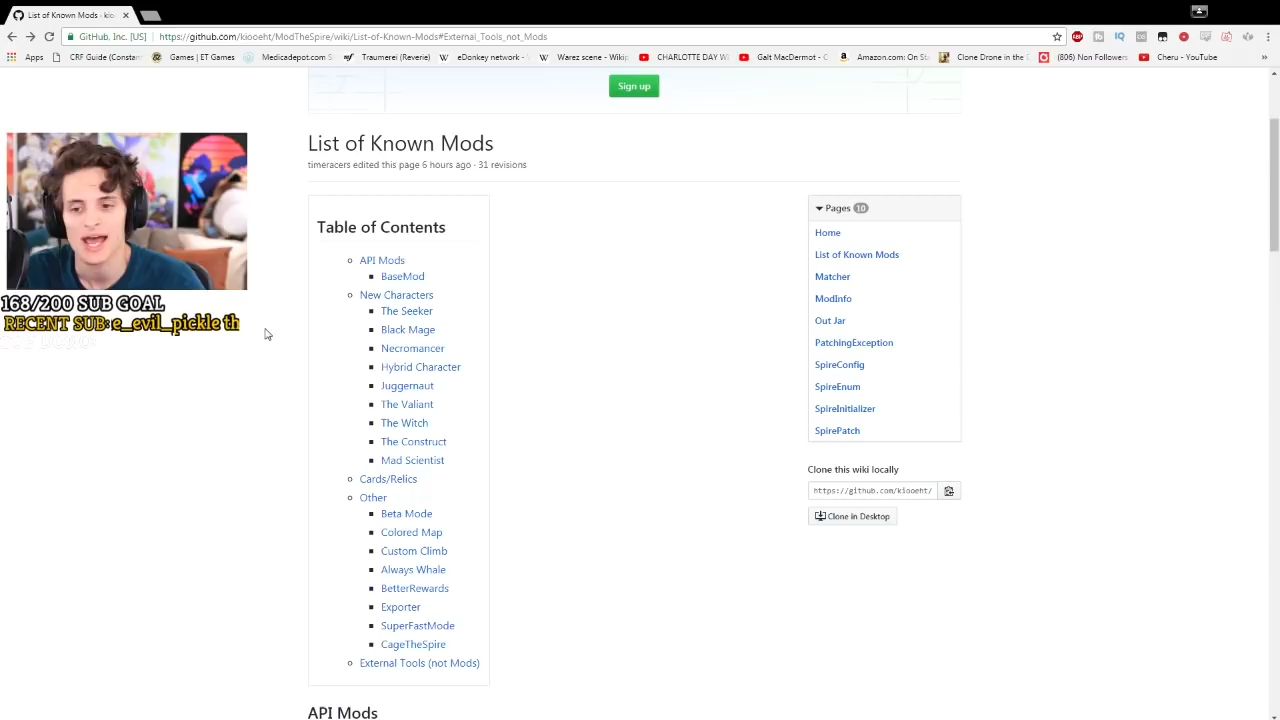 List of Known Mods · kio
GitHub, Inc. [US]
https://github.com/kiooeht/ModTheSpire/wiki/List-of-Known-Mods#External_Tools_not_Mods
Apps
CRF Guide (Constan
Games | ET Games
Medicadepot.com S
Traumerei (Reverie)
eDonkey network -
Warez scene - Wikip
CHARLOTTE DAY W
Galt MacDermot - C
Amazon.com: On St
Clone Drone in the D
(806) Non Followers
Cheru - YouTube
»
Sign up
List of Known Mods
timeracers edited this page 6 hours ago · 31 revisions
Table of Contents
API Mods
BaseMod
New Characters
The Seeker
Black Mage
Necromancer
Hybrid Character
Juggernaut
The Valiant
The Witch
The Construct
Mad Scientist
Cards/Relics
Other
Beta Mode
Colored Map
Custom Climb
Always Whale
BetterRewards
Exporter
SuperFastMode
CageTheSpire
External Tools (not Mods)
API Mods
Pages 10
Home
List of Known Mods
Matcher
ModInfo
Out Jar
PatchingException
SpireConfig
SpireEnum
SpireInitializer
SpirePatch
Clone this wiki locally
https://github.com/kiooeht/
Clone in Desktop
168/200 SUB GOAL
RECENT SUB: e_evil_pickle th